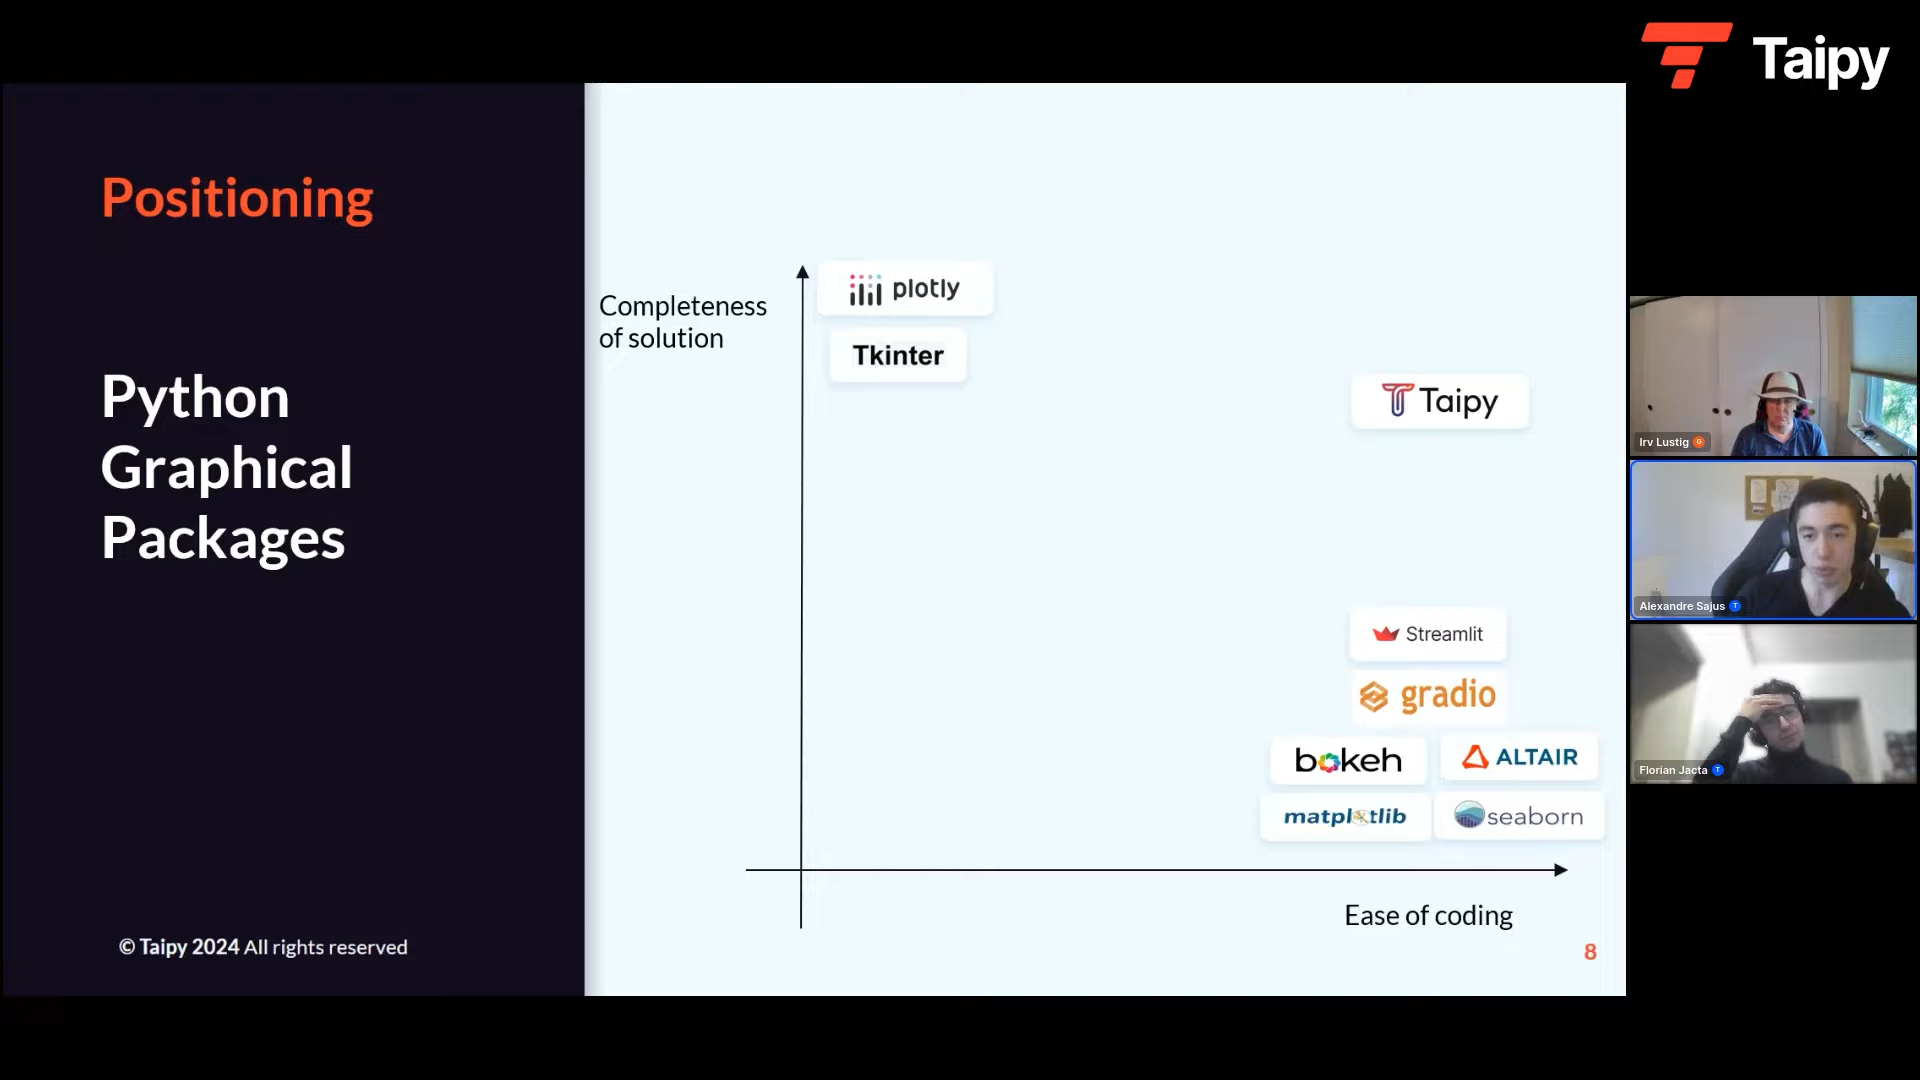 Taipy
Positioning
Python
Graphical
Packages
© Taipy 2024 All rights reserved
Completeness
of solution
plotly
Tkinter
Taipy
Streamlit
gradio
bokeh
ALTAIR
matplotlib
seaborn
Ease of coding
8
Irv Lustig G
Alexandre Sajus T
Florian Jacta T